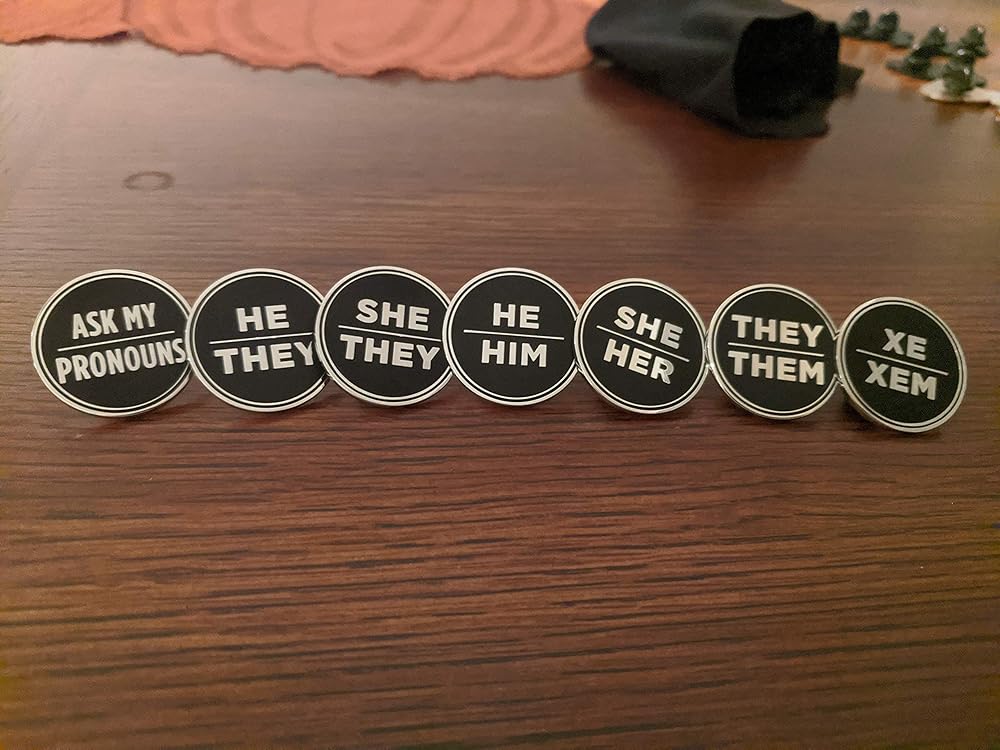 ASK MY
PRONOUNS
HE
THEY
SHE
THEY
HE
HIM
SHE
HER
THEY
THEM
XE
XEM